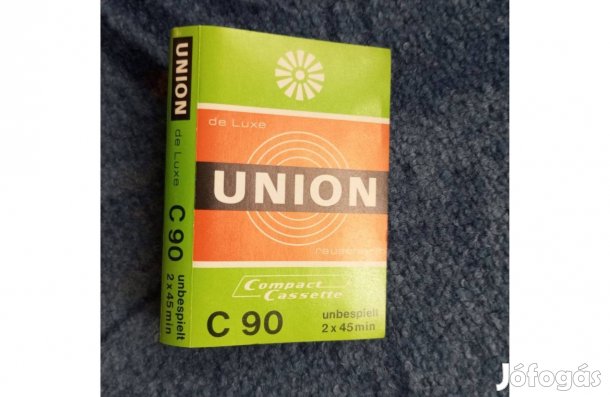 UNION
de Luxe
C 90
unbespielt
2 x 45 min
de Luxe
UNION
Compact
Cassette
C 90
unbespielt
2 x 45 min
Jófogás